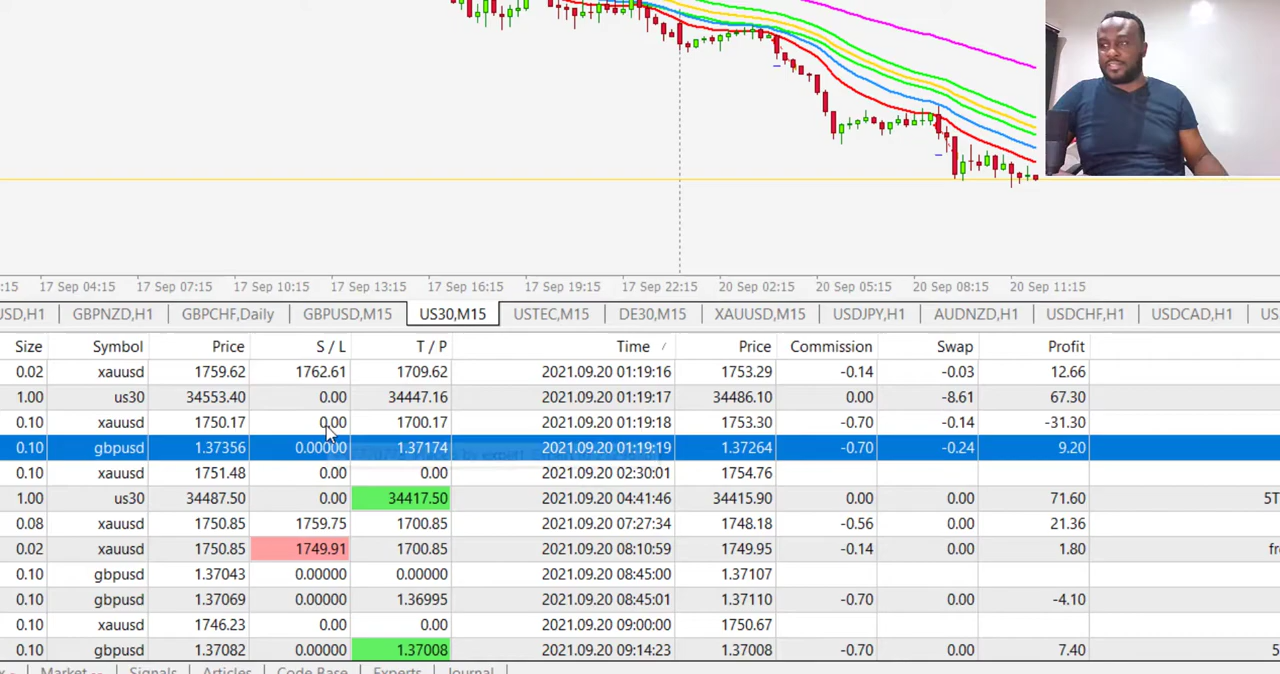 :15 17 Sep 04:15 17 Sep 07:15 17 Sep 10:15 17 Sep 13:15 17 Sep 16:15 17 Sep 19:15 17 Sep 22:15 20 Sep 02:15 20 Sep 05:15 20 Sep 08:15 20 Sep 11:15
USD,H1 GBPNZD,H1 GBPCHF,Daily GBPUSD,M15 US30,M15 USTEC,M15 DE30,M15 XAUUSD,M15 USDJPY,H1 AUDNZD,H1 USDCHF,H1 USDCAD,H1 US
Size Symbol Price S / L T / P Time / Price Commission Swap Profit
0.02 xauusd 1759.62 1762.61 1709.62 2021.09.20 01:19:16 1753.29 -0.14 -0.03 12.66
1.00 us30 34553.40 0.00 34447.16 2021.09.20 01:19:17 34486.10 0.00 -8.61 67.30
0.10 xauusd 1750.17 0.00 1700.17 2021.09.20 01:19:18 1753.30 -0.70 -0.14 -31.30
0.10 gbpusd 1.37356 0.00000 1.37174 2021.09.20 01:19:19 1.37264 -0.70 -0.24 9.20
0.10 xauusd 1751.48 0.00 0.00 2021.09.20 02:30:01 1754.76
1.00 us30 34487.50 0.00 34417.50 2021.09.20 04:41:46 34415.90 0.00 0.00 71.60 5T
0.08 xauusd 1750.85 1759.75 1700.85 2021.09.20 07:27:34 1748.18 -0.56 0.00 21.36
0.02 xauusd 1750.85 1749.91 1700.85 2021.09.20 08:10:59 1749.95 -0.14 0.00 1.80 fr
0.10 gbpusd 1.37043 0.00000 0.00000 2021.09.20 08:45:00 1.37107
0.10 gbpusd 1.37069 0.00000 1.36995 2021.09.20 08:45:01 1.37110 -0.70 0.00 -4.10
0.10 xauusd 1746.23 0.00 0.00 2021.09.20 09:00:00 1750.67
0.10 gbpusd 1.37082 0.00000 1.37008 2021.09.20 09:14:23 1.37008 -0.70 0.00 7.40 5
Market Signals Articles Code Base Experts Journal